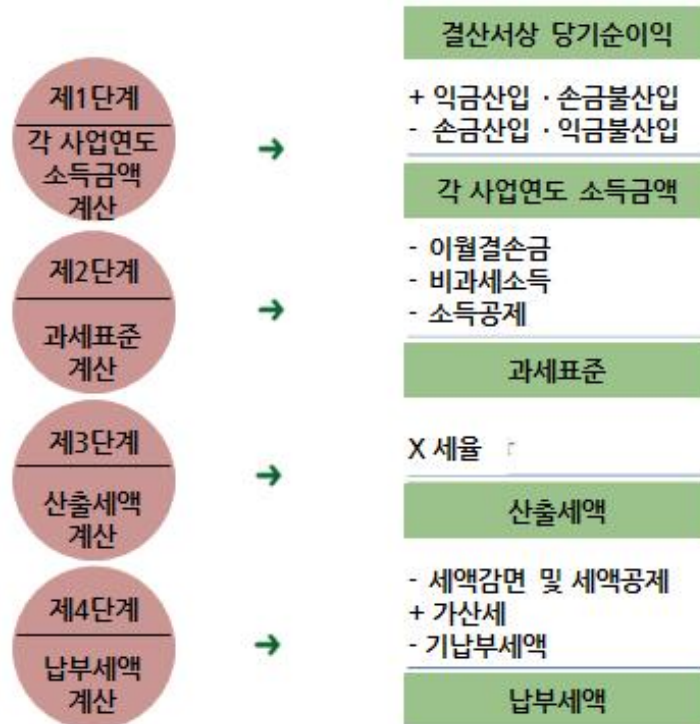 결산서상 당기순이익
제1단계
각 사업연도
소득금액
계산
+ 익금산입 · 손금불산입
- 손금산입 · 익금불산입
각 사업연도 소득금액
제2단계
과세표준
계산
- 이월결손금
- 비과세소득
- 소득공제
과세표준
제3단계
산출세액
계산
X 세율
산출세액
제4단계
납부세액
계산
- 세액감면 및 세액공제
+ 가산세
- 기납부세액
납부세액